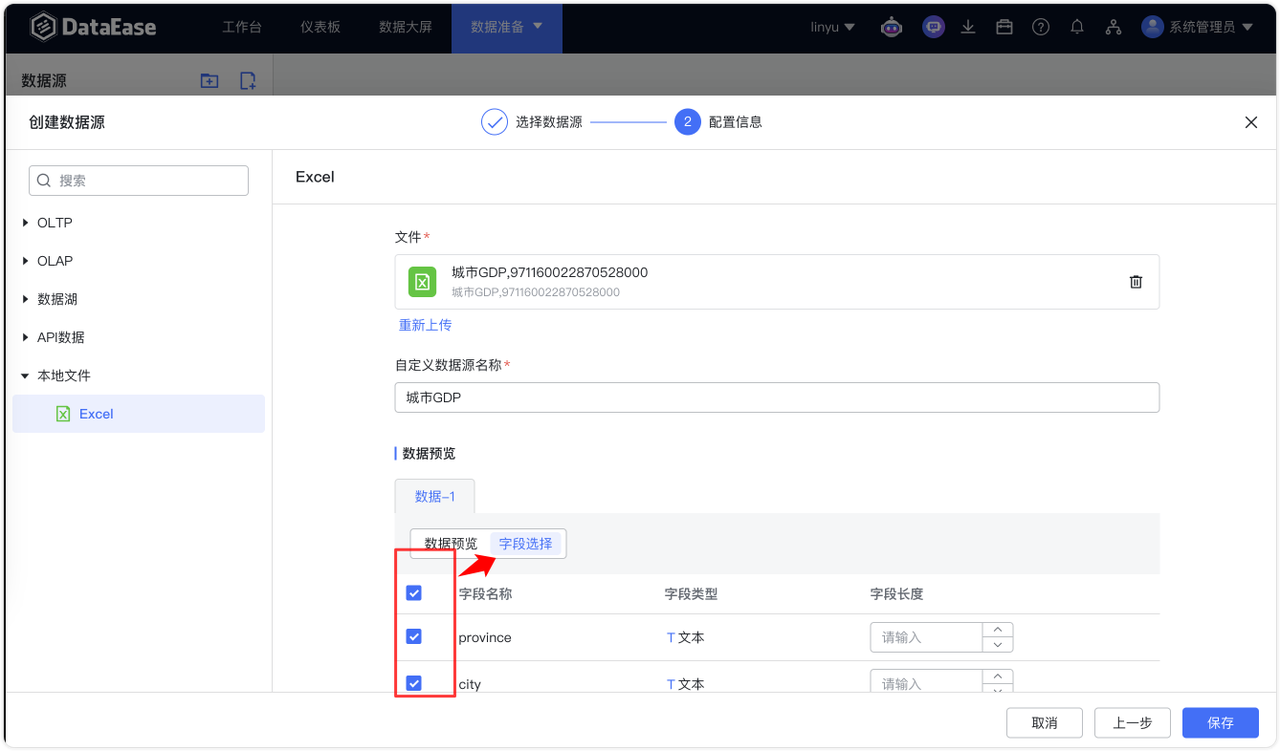 DataEase 工作台 仪表板 数据大屏 数据准备 linyu 系统管理员
数据源
创建数据源 选择数据源 2 配置信息
搜索
Excel
OLTP
OLAP
数据湖
API数据
本地文件
Excel
文件*
城市GDP,971160022870528000
城市GDP,971160022870528000
重新上传
自定义数据源名称*
城市GDP
数据预览
数据-1
数据预览 字段选择
字段名称 字段类型 字段长度
province T 文本 请输入
city T 文本 请输入
取消 上一步 保存